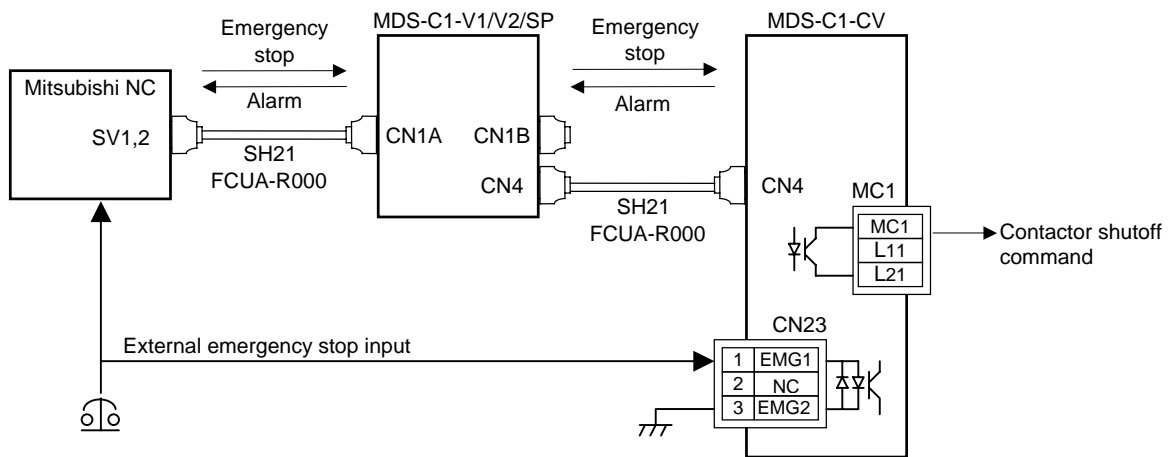 MDS-C1-V1/V2/SP
MDS-C1-CV
Emergency
stop
Alarm
Emergency
stop
Alarm
Mitsubishi NC
SV1,2
SH21
FCUA-R000
CN1A
CN1B
CN4
SH21
FCUA-R000
CN4
MC1
MC1
L11
L21
Contactor shutoff
command
External emergency stop input
CN23
1 EMG1
2 NC
3 EMG2